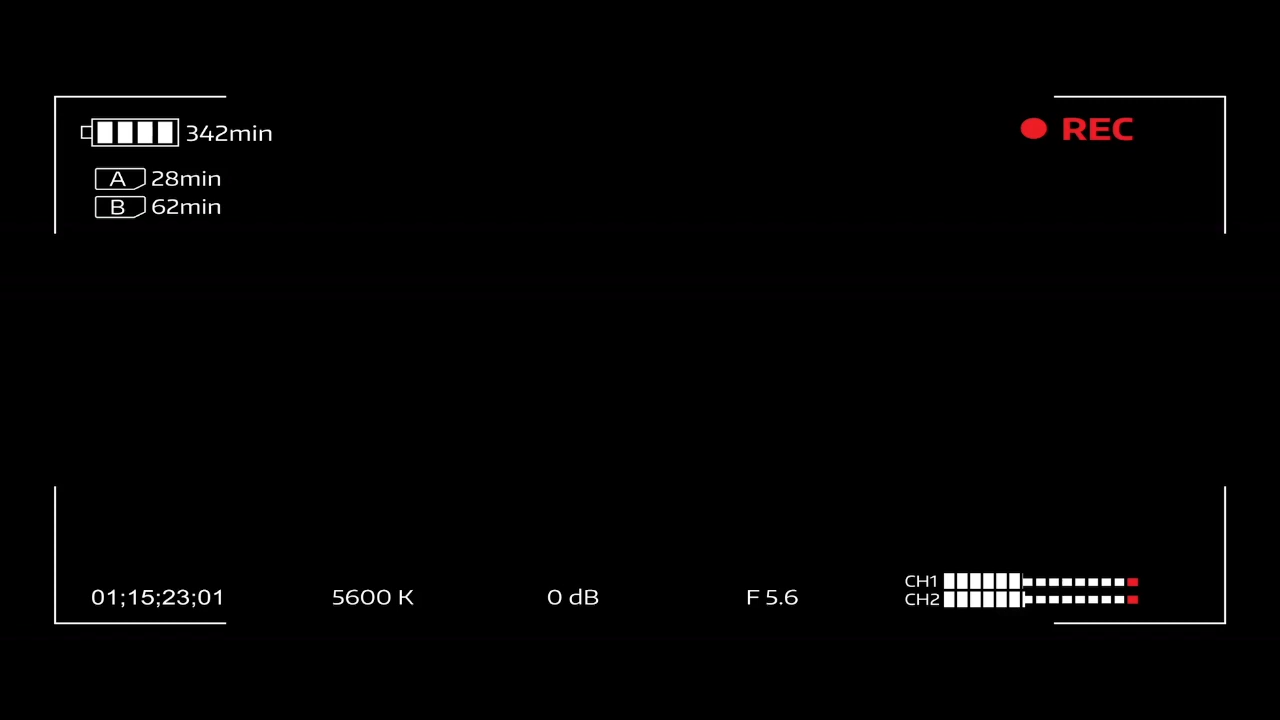 342min
REC
A 28min
B 62min
CH1
01;15;23;01 5600 K 0 dB F 5.6
CH2